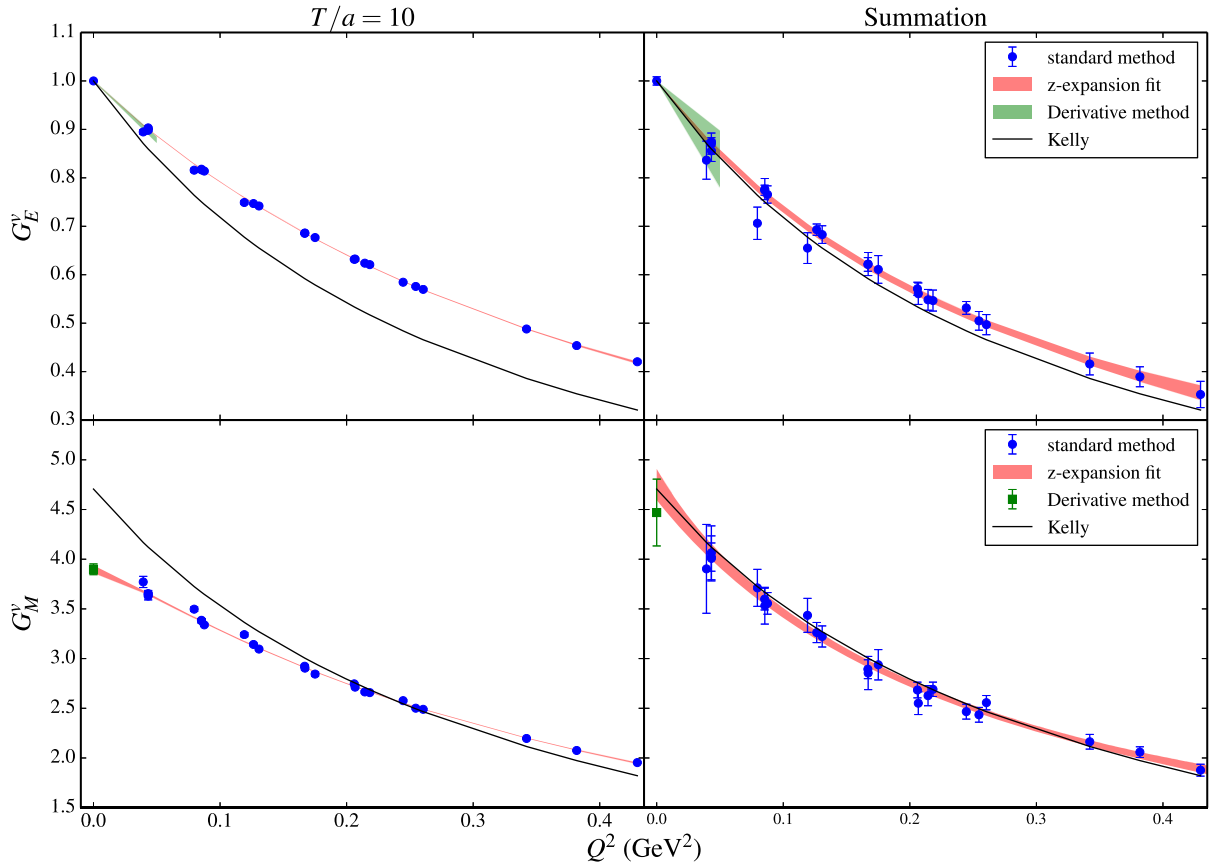 T/a = 10
Summation
1.1
1.0
0.9
0.8
0.7
0.6
0.5
0.4
0.3
G_E^v
standard method
z-expansion fit
Derivative method
Kelly
5.0
4.5
4.0
3.5
3.0
2.5
2.0
1.5
G_M^v
standard method
z-expansion fit
Derivative method
Kelly
0.0 0.1 0.2 0.3 0.4
0.0 0.1 0.2 0.3 0.4
Q² (GeV²)